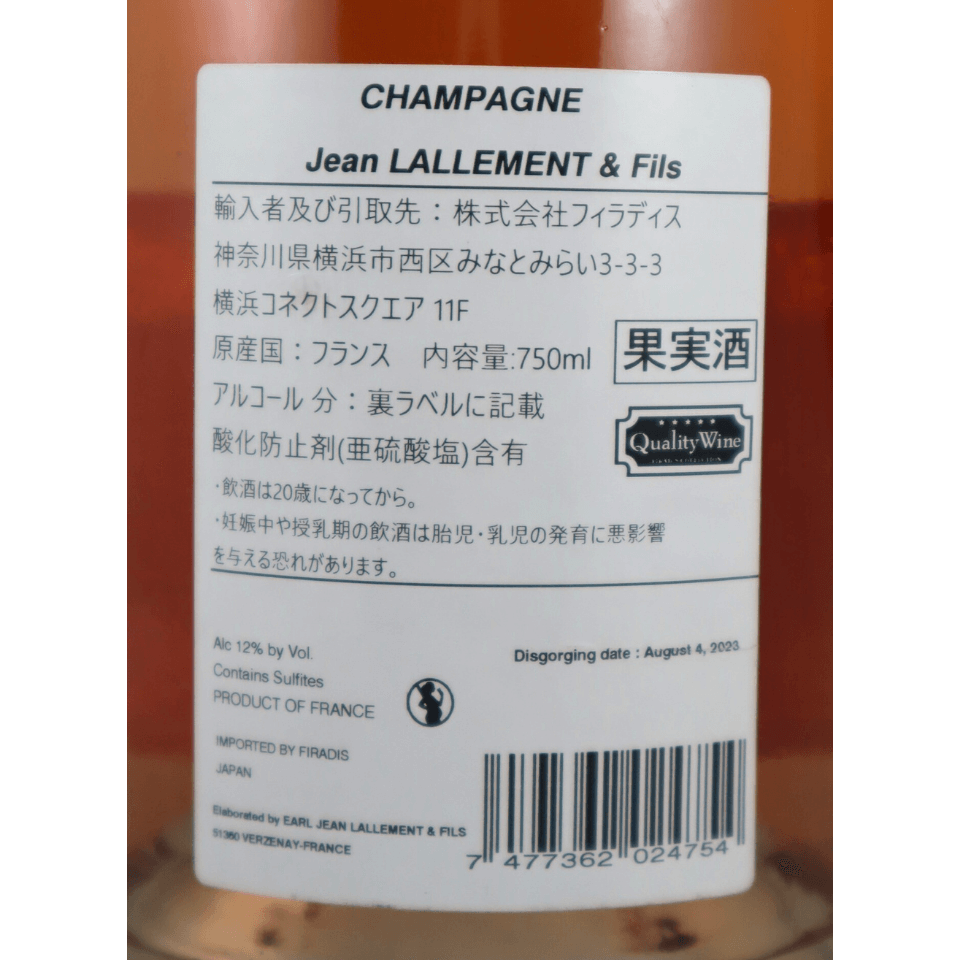 CHAMPAGNE
Jean LALLEMENT & Fils
輸入者及び引取先：株式会社フィラディス
神奈川県横浜市西区みなとみらい3-3-3
横浜コネクトスクエア 11F
原産国：フランス 内容量:750ml
果実酒
アルコール 分：裏ラベルに記載
QualityWine
酸化防止剤(亜硫酸塩)含有
・飲酒は20歳になってから。
・妊娠中や授乳期の飲酒は胎児・乳児の発育に悪影響
を与える恐れがあります。
Alc 12% by Vol.
Disgorging date : August 4, 2023
Contains Sulfites
PRODUCT OF FRANCE
IMPORTED BY FIRADIS
JAPAN
Elaborated by EARL JEAN LALLEMENT & FILS
51360 VERZENAY-FRANCE
7 477362 024754